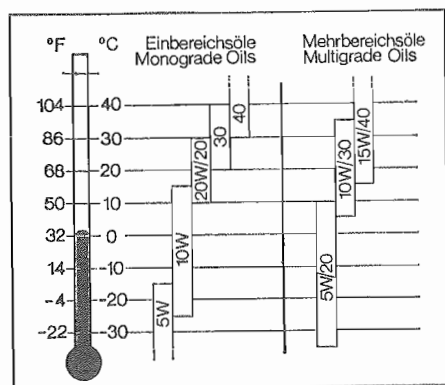 °F °C Einbereichsöle Mehrbereichsöle
Monograde Oils Multigrade Oils
104 40
86 30
68 20
50 10
32 0
14 -10
-4 -20
-22 -30
5W
10W
20W/20
30
40
5W/20
10W/30
15W/40